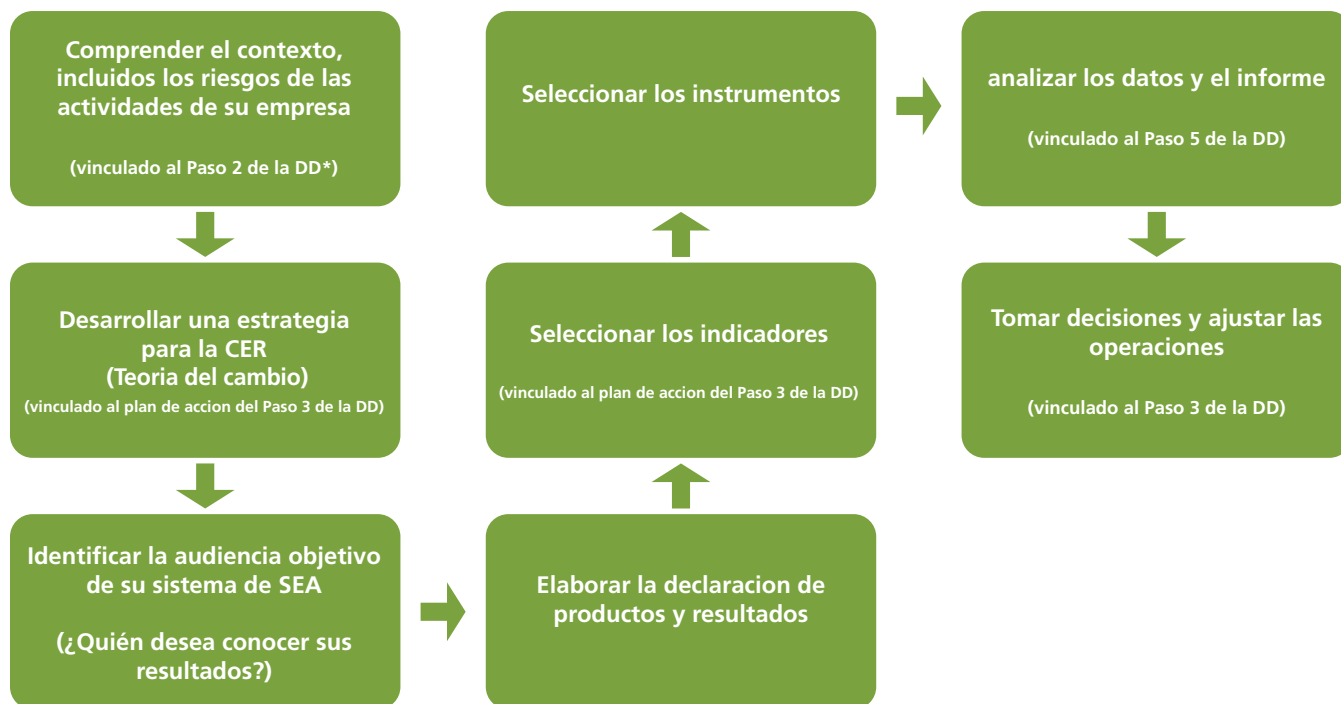 Comprender el contexto,
incluidos los riesgos de las
actividades de su empresa
(vinculado al Paso 2 de la DD*)
Desarrollar una estrategia
para la CER
(Teoria del cambio)
(vinculado al plan de accion del Paso 3 de la DD)
Identificar la audiencia objetivo
de su sistema de SEA
(¿Quién desea conocer sus
resultados?)
Elaborar la declaracion de
productos y resultados
Seleccionar los indicadores
(vinculado al plan de accion del Paso 3 de la DD)
Seleccionar los instrumentos
analizar los datos y el informe
(vinculado al Paso 5 de la DD)
Tomar decisiones y ajustar las
operaciones
(vinculado al Paso 3 de la DD)